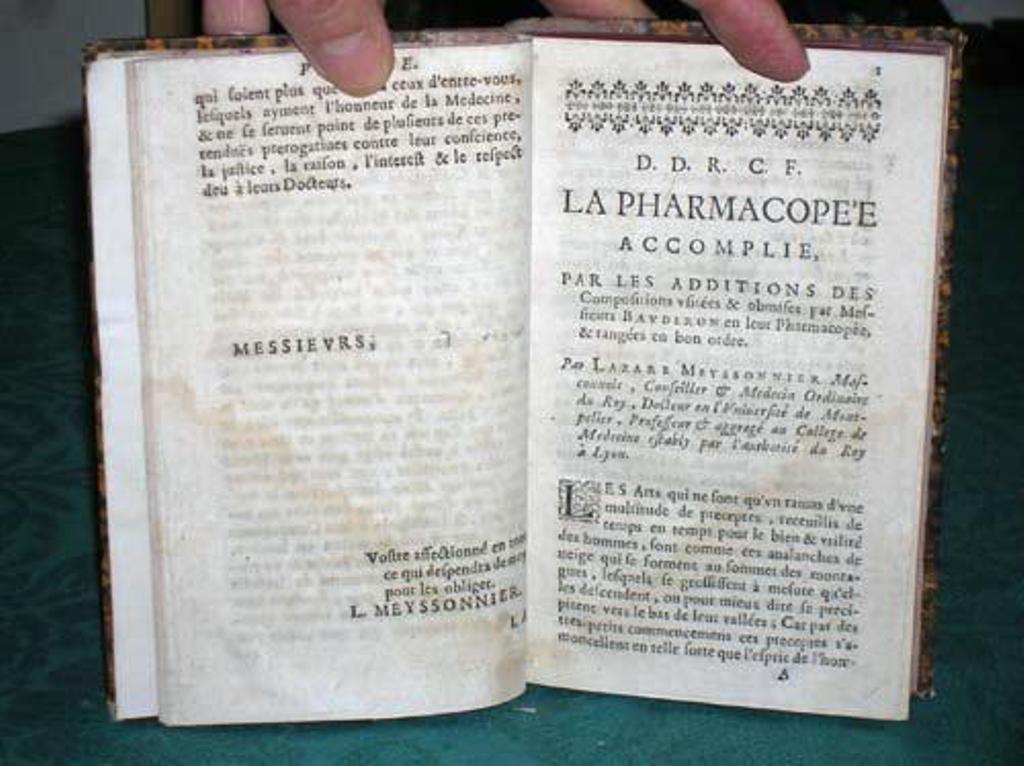 qui soient plus que ceux d'entre-vous,
lesquels ayment l'honneur de la Medecine,
& ne se seruent point de plusieurs de ces pre-
tenduës prerogatiues contre leur conscience,
la justice, la raison, l'interest & le respect
deu à leurs Docteurs.
MESSIEVRS,
Vostre affectionné en
ce qui despendra de
pour les obliger.
L. MEYSSONNIER.
1
D. D. R. C. F.
LA PHARMACOPE'E
ACCOMPLIE,
PAR LES ADDITIONS DES
Compositions vsitées & obmises par Mes-
sieurs BAVDERON en leur Pharmacopée,
& rangées en bon ordre.
Par LAZARE MEYSSONNIER Mas-
connois, Conseiller & Medecin Ordinaire
du Roy, Docteur en l'Vniuersité de Mont-
pelier, Professeur & aggregé au College de
Medecine estably par l'authorité du Roy
à Lyon.
LES Arts qui ne sont qu'vn ramas d'vne
multitude de preceptes, recueillis de
temps en temps pour le bien & vtilité
des hommes, sont comme ces aualanches de
neige qui se forment au sommet des monta-
gnes, lesquels se grossissent à mesure qu'el-
les descendent, ou pour mieux dire se preci-
pitent vers le bas de leur vallées; Car par des
tres-petits commencemens ces preceptes s'a-
moncellent en telle sorte que l'esprit de l'hom-
A